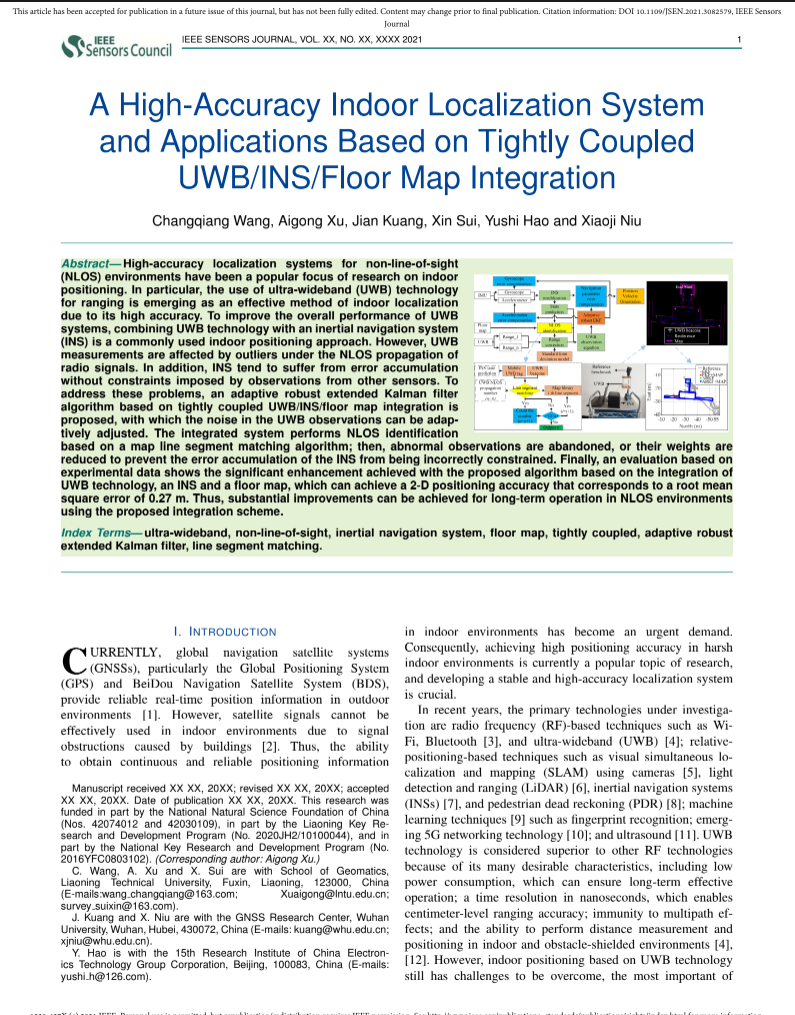 This article has been accepted for publication in a future issue of this journal, but has not been fully edited. Content may change prior to final publication. Citation information: DOI 10.1109/JSEN.2021.3082579, IEEE Sensors
Journal
IEEE
Sensors Council
IEEE SENSORS JOURNAL, VOL. XX, NO. XX, XXXX 2021
1
A High-Accuracy Indoor Localization System
and Applications Based on Tightly Coupled
UWB/INS/Floor Map Integration
Changqiang Wang, Aigong Xu, Jian Kuang, Xin Sui, Yushi Hao and Xiaoji Niu
Abstract—High-accuracy localization systems for non-line-of-sight
(NLOS) environments have been a popular focus of research on indoor
positioning. In particular, the use of ultra-wideband (UWB) technology
for ranging is emerging as an effective method of indoor localization
due to its high accuracy. To improve the overall performance of UWB
systems, combining UWB technology with an inertial navigation system
(INS) is a commonly used indoor positioning approach. However, UWB
measurements are affected by outliers under the NLOS propagation of
radio signals. In addition, INS tend to suffer from error accumulation
without constraints imposed by observations from other sensors. To
address these problems, an adaptive robust extended Kalman filter
algorithm based on tightly coupled UWB/INS/floor map integration is
proposed, with which the noise in the UWB observations can be adap-
tively adjusted. The integrated system performs NLOS identification
based on a map line segment matching algorithm; then, abnormal observations are abandoned, or their weights are
reduced to prevent the error accumulation of the INS from being incorrectly constrained. Finally, an evaluation based on
experimental data shows the significant enhancement achieved with the proposed algorithm based on the integration of
UWB technology, an INS and a floor map, which can achieve a 2-D positioning accuracy that corresponds to a root mean
square error of 0.27 m. Thus, substantial improvements can be achieved for long-term operation in NLOS environments
using the proposed integration scheme.
Index Terms—ultra-wideband, non-line-of-sight, inertial navigation system, floor map, tightly coupled, adaptive robust
extended Kalman filter, line segment matching.
I. INTRODUCTION
CURRENTLY, global navigation satellite systems
(GNSSs), particularly the Global Positioning System
(GPS) and BeiDou Navigation Satellite System (BDS),
provide reliable real-time position information in outdoor
environments [1]. However, satellite signals cannot be
effectively used in indoor environments due to signal
obstructions caused by buildings [2]. Thus, the ability
to obtain continuous and reliable positioning information
Manuscript received XX XX, 20XX; revised XX XX, 20XX; accepted
XX XX, 20XX. Date of publication XX XX, 20XX. This research was
funded in part by the National Natural Science Foundation of China
(Nos. 42074012 and 42030109), in part by the Liaoning Key Re-
search and Development Program (No. 2020JH2/10100044), and in
part by the National Key Research and Development Program (No.
2016YFC0803102). (Corresponding author: Aigong Xu.)
C. Wang, A. Xu and X. Sui are with School of Geomatics,
Liaoning Technical University, Fuxin, Liaoning, 123000, China
(E-mails:wang_changqiang@163.com; Xuaigong@lntu.edu.cn;
survey_suixin@163.com).
J. Kuang and X. Niu are with the GNSS Research Center, Wuhan
University, Wuhan, Hubei, 430072, China (E-mails: kuang@whu.edu.cn;
xjniu@whu.edu.cn).
Y. Hao is with the 15th Research Institute of China Electron-
ics Technology Group Corporation, Beijing, 100083, China (E-mails:
yushi_h@126.com).
in indoor environments has become an urgent demand.
Consequently, achieving high positioning accuracy in harsh
indoor environments is currently a popular topic of research,
and developing a stable and high-accuracy localization system
is crucial.
In recent years, the primary technologies under investiga-
tion are radio frequency (RF)-based techniques such as Wi-
Fi, Bluetooth [3], and ultra-wideband (UWB) [4]; relative-
positioning-based techniques such as visual simultaneous lo-
calization and mapping (SLAM) using cameras [5], light
detection and ranging (LiDAR) [6], inertial navigation systems
(INSs) [7], and pedestrian dead reckoning (PDR) [8]; machine
learning techniques [9] such as fingerprint recognition; emerg-
ing 5G networking technology [10]; and ultrasound [11]. UWB
technology is considered superior to other RF technologies
because of its many desirable characteristics, including low
power consumption, which can ensure long-term effective
operation; a time resolution in nanoseconds, which enables
centimeter-level ranging accuracy; immunity to multipath ef-
fects; and the ability to perform distance measurement and
positioning in indoor and obstacle-shielded environments [4],
[12]. However, indoor positioning based on UWB technology
still has challenges to be overcome, the most important of